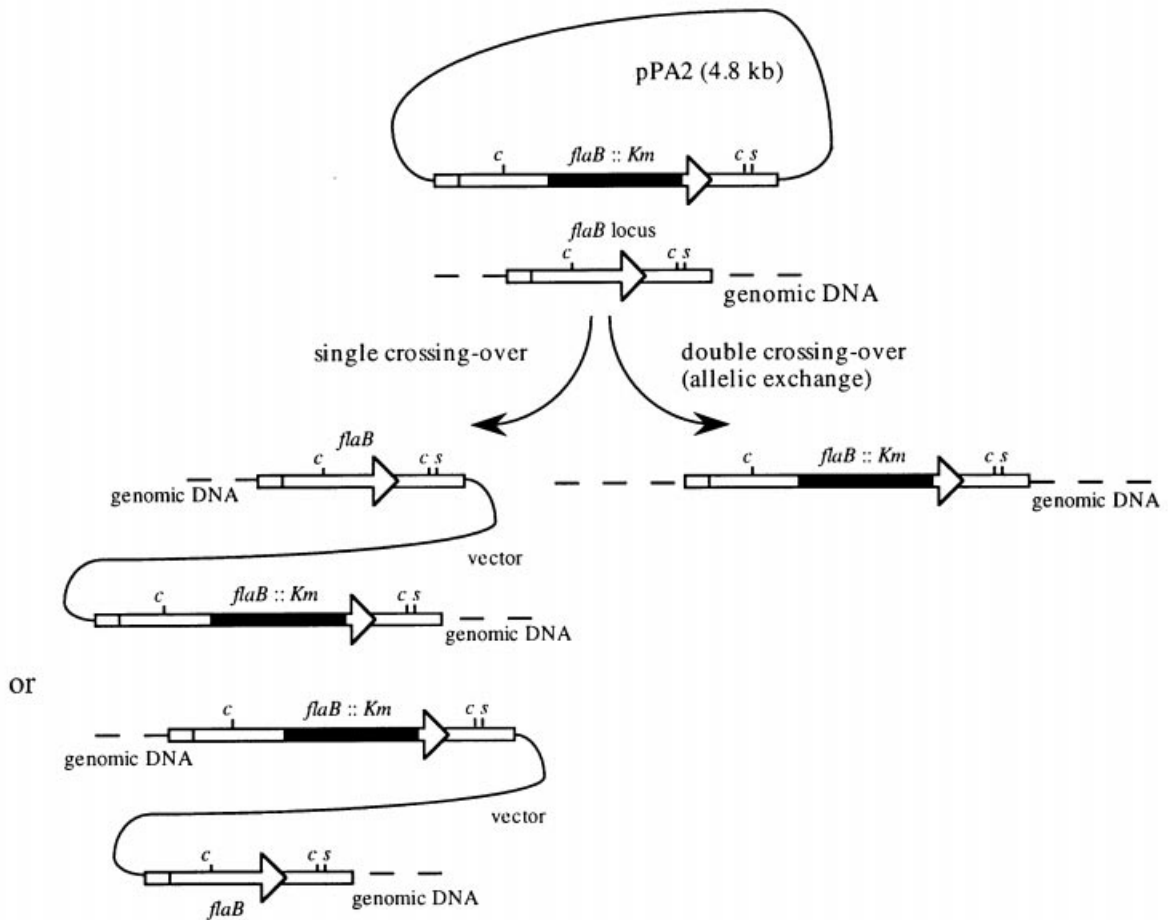 pPA2 (4.8 kb)
c flaB :: Km c s
flaB locus
c c s
genomic DNA
single crossing-over
double crossing-over
(allelic exchange)
flaB
c c s
genomic DNA
vector
c flaB :: Km c s
genomic DNA
c flaB :: Km c s
genomic DNA
or
c flaB :: Km c s
genomic DNA
vector
c c s
flaB
genomic DNA